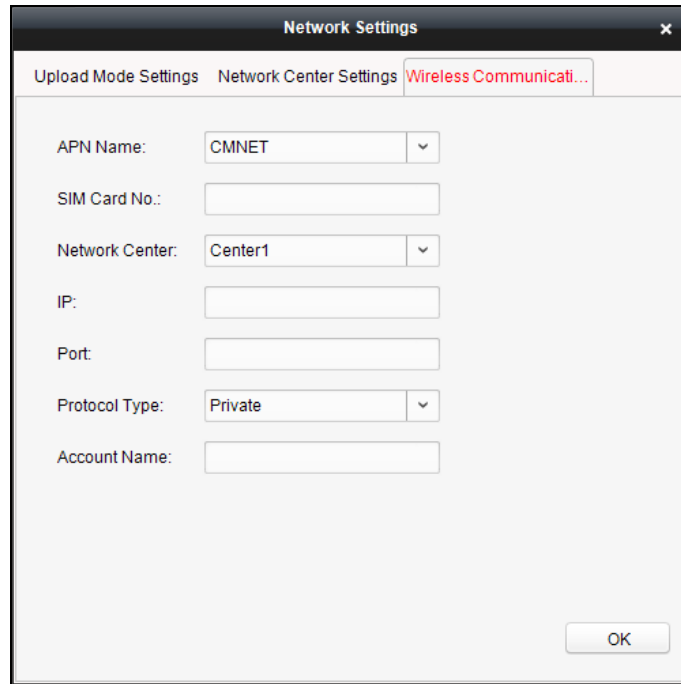 Network Settings
Upload Mode Settings Network Center Settings Wireless Communicati...
APN Name: CMNET
SIM Card No.:
Network Center: Center1
IP:
Port:
Protocol Type: Private
Account Name:
OK